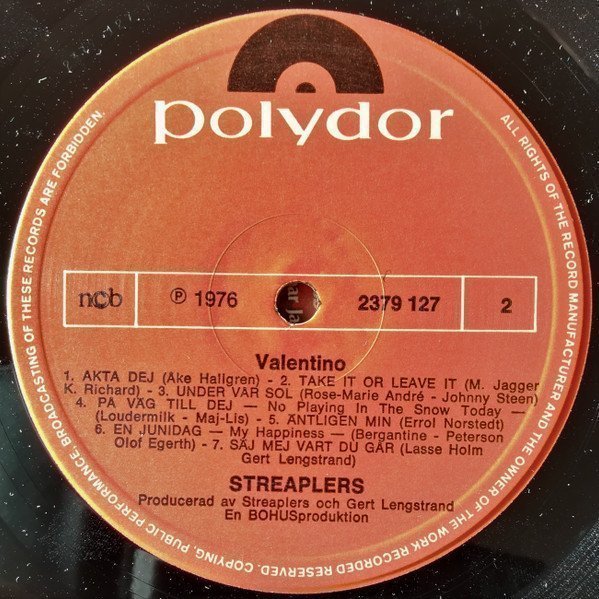 polydor
ncb
℗ 1976
2379 127
2
Valentino
1. AKTA DEJ (Åke Hallgren) - 2. TAKE IT OR LEAVE IT (M. Jagger
K. Richard) - 3. UNDER VAR SOL (Rose-Marie André - Johnny Steen)
4. PÅ VÄG TILL DEJ — No Playing In The Snow Today —
(Loudermilk - Maj-Lis) - 5. ÄNTLIGEN MIN (Errol Norstedt)
6. EN JUNIDAG — My Happiness — (Bergantine - Peterson
Olof Egerth) - 7. SÄJ MEJ VART DU GÅR (Lasse Holm
Gert Lengstrand)
STREAPLERS
Producerad av Streaplers och Gert Lengstrand
En BOHUSproduktion
ALL RIGHTS OF THE RECORD MANUFACTURER AND THE OWNER OF THE WORK RECORDED RESERVED. COPYING, PUBLIC PERFORMANCE, BROADCASTING OF THESE RECORDS ARE FORBIDDEN.